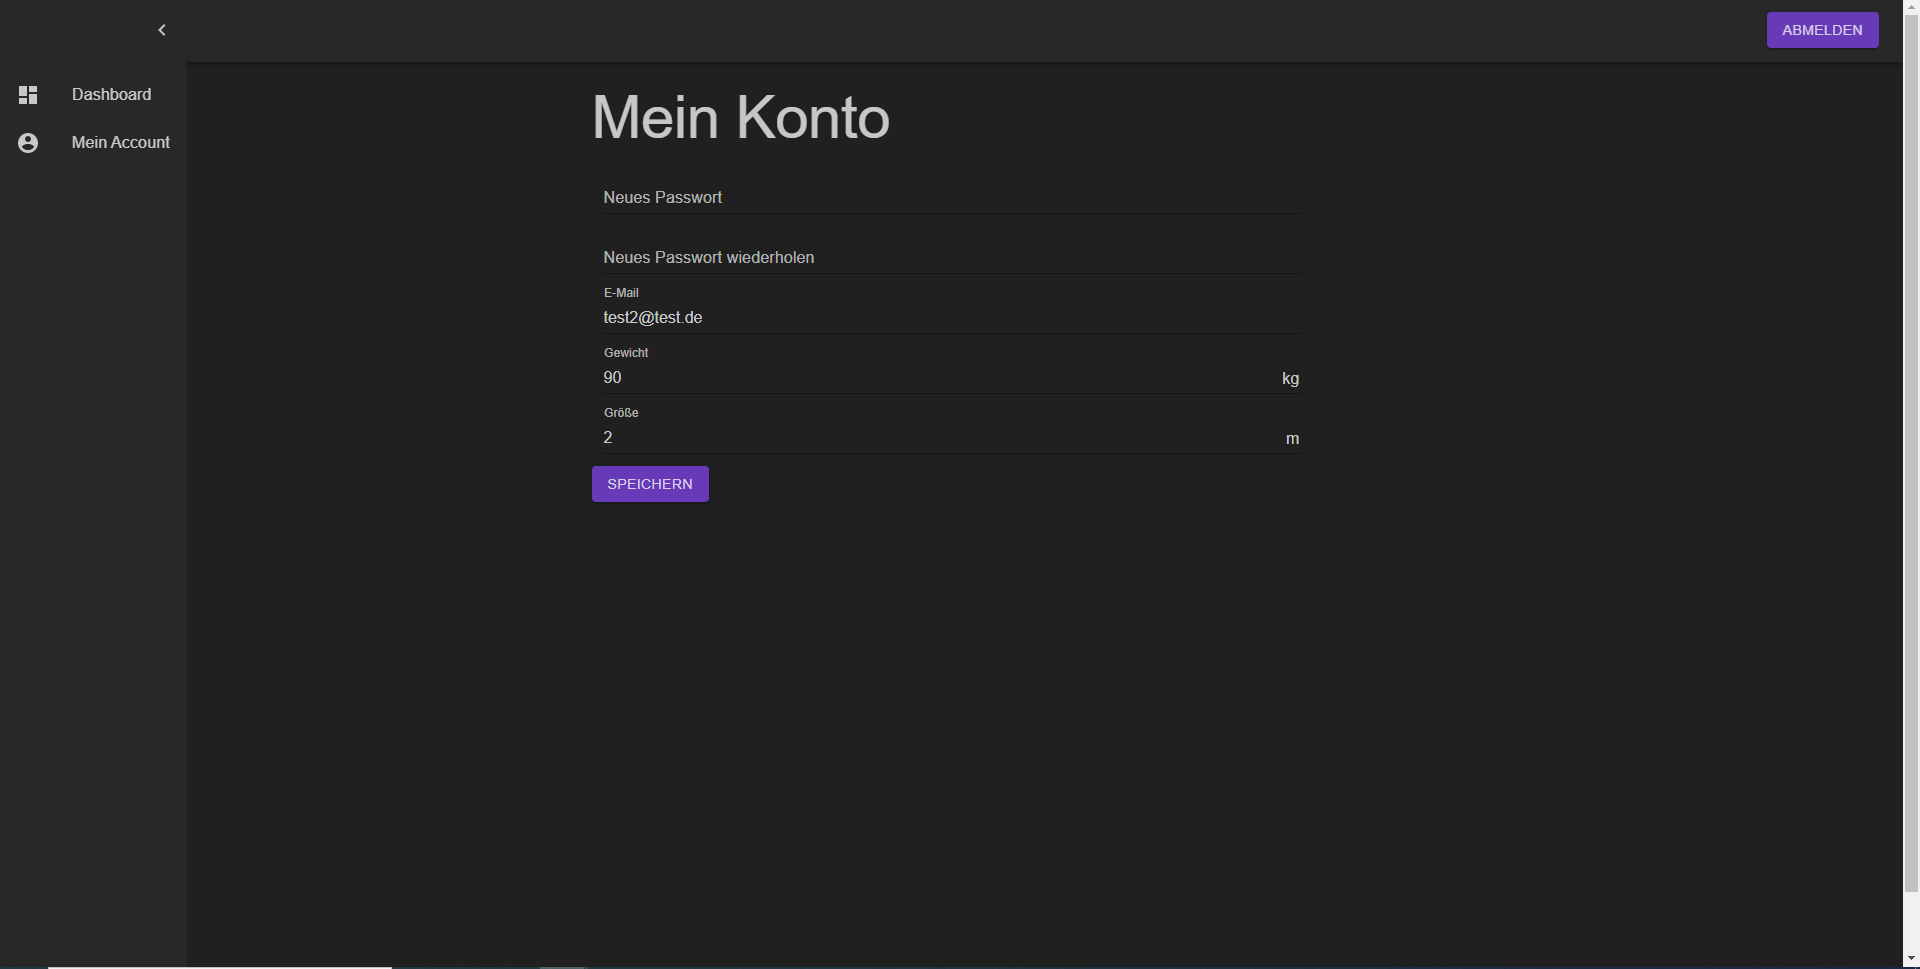 ABMELDEN
Dashboard
Mein Account
Mein Konto
Neues Passwort
Neues Passwort wiederholen
E-Mail
test2@test.de
Gewicht
90 kg
Größe
2 m
SPEICHERN